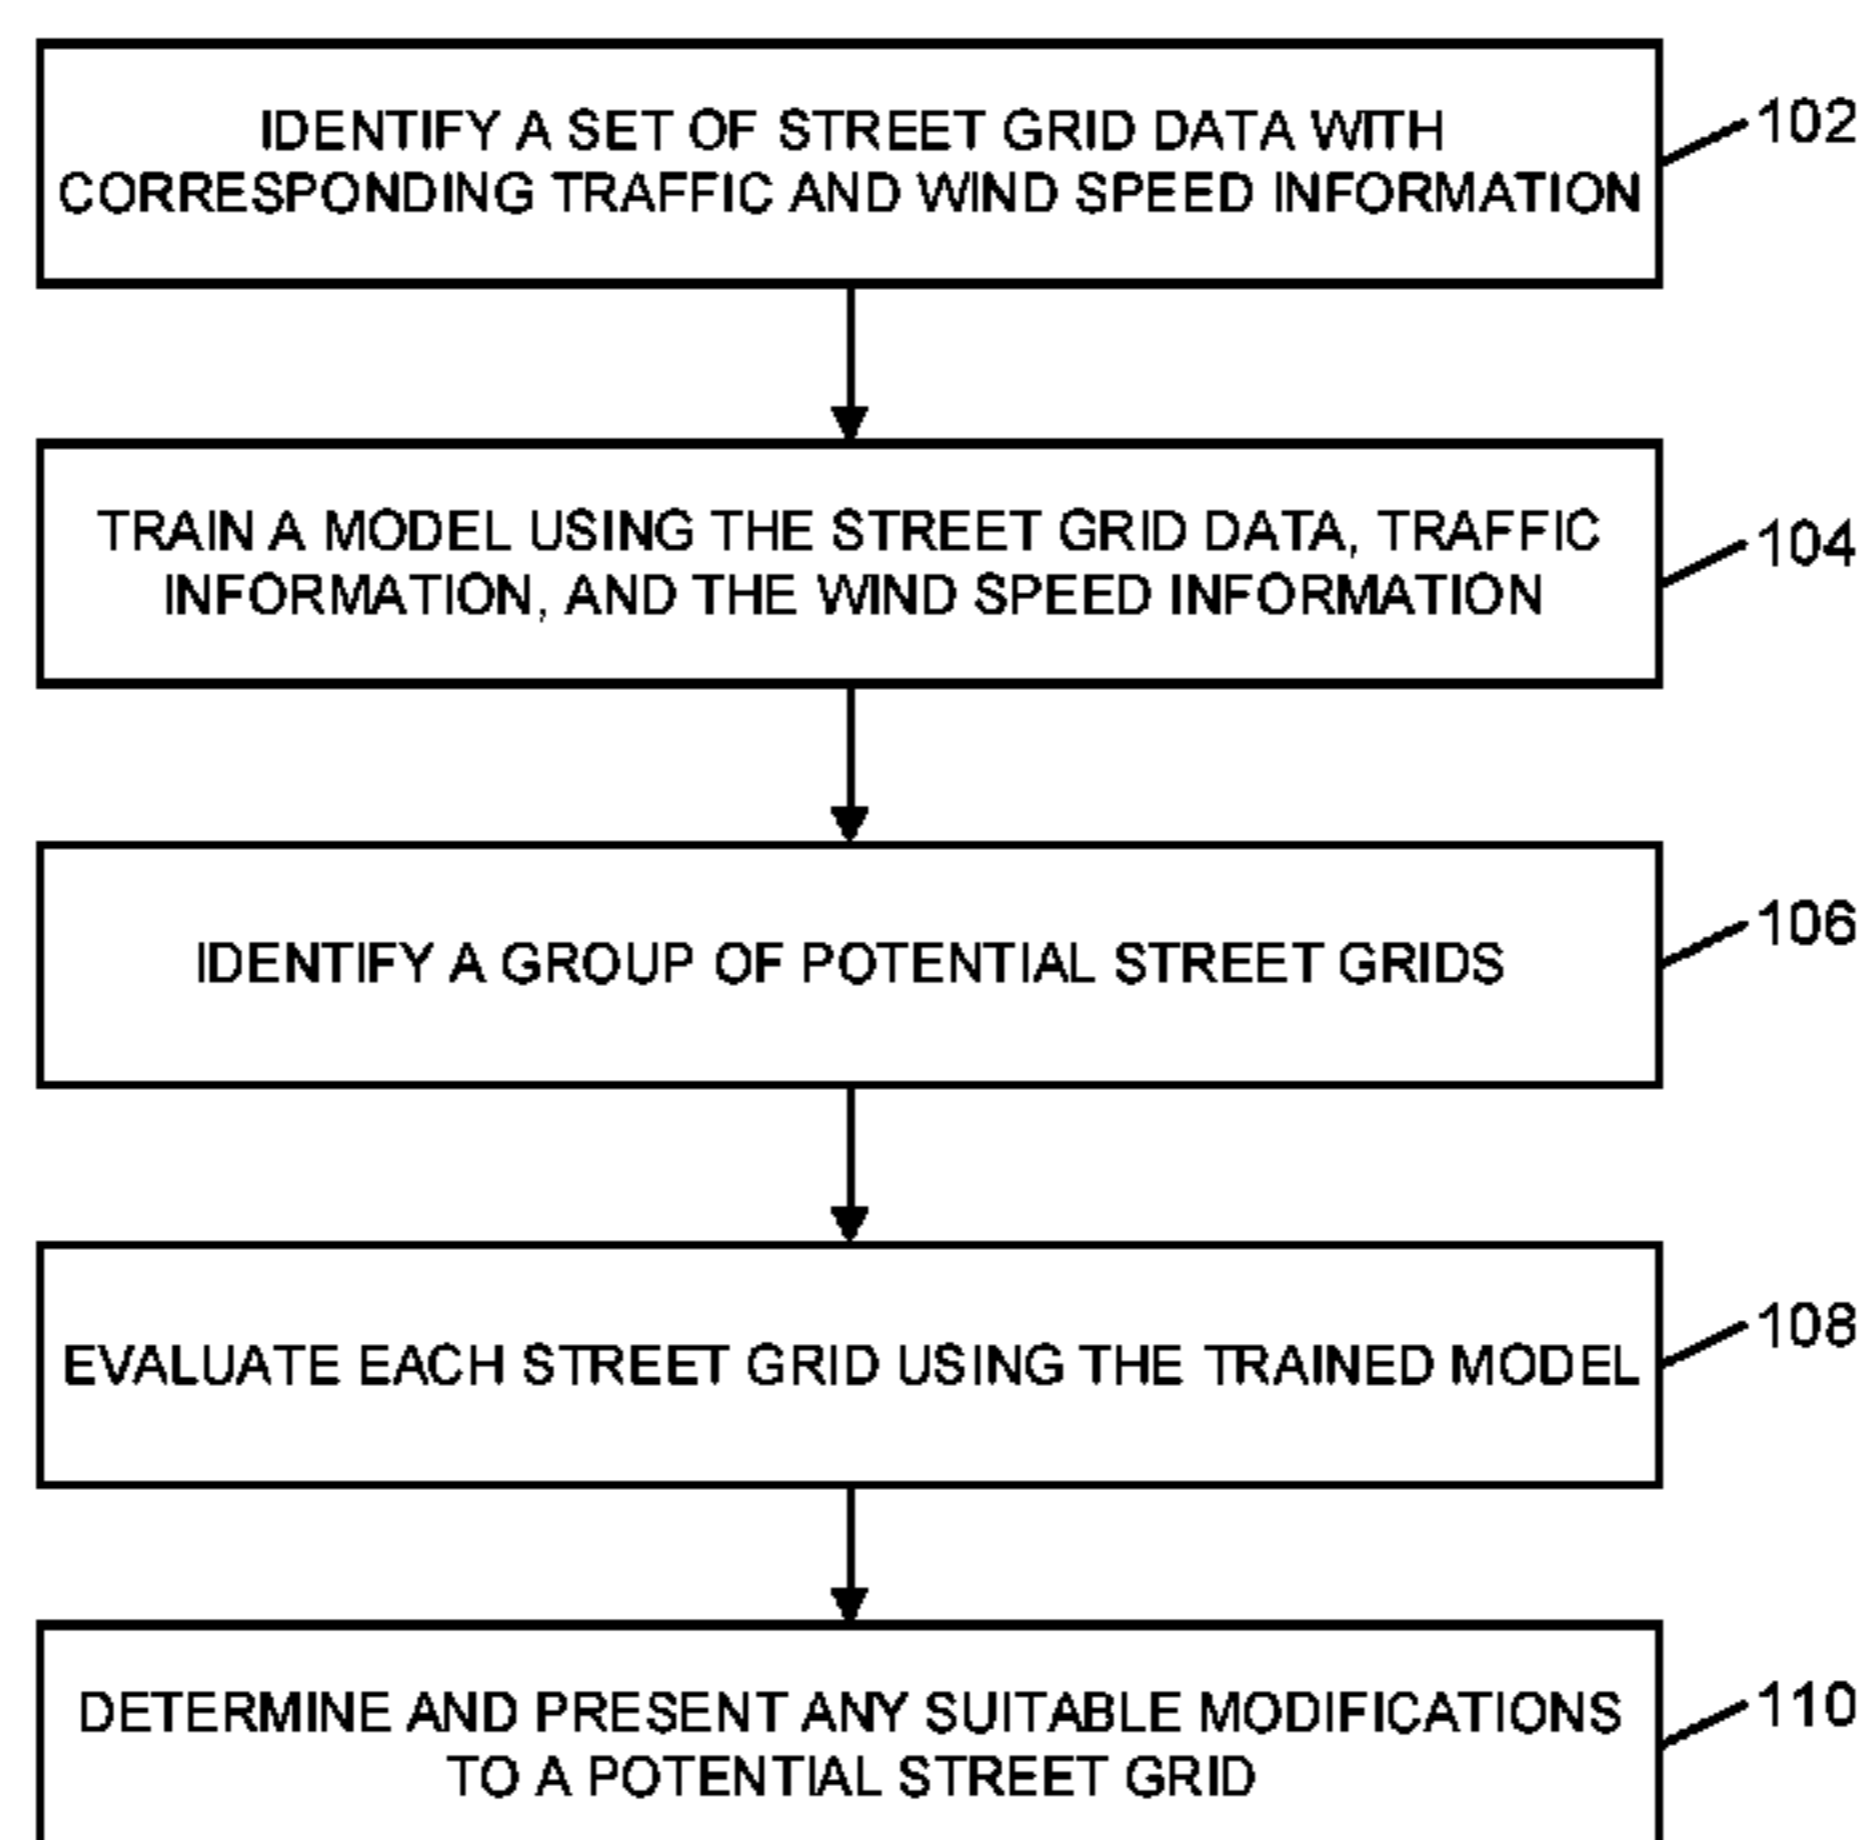 IDENTIFY A SET OF STREET GRID DATA WITH
CORRESPONDING TRAFFIC AND WIND SPEED INFORMATION
102
TRAIN A MODEL USING THE STREET GRID DATA, TRAFFIC
INFORMATION, AND THE WIND SPEED INFORMATION
104
IDENTIFY A GROUP OF POTENTIAL STREET GRIDS
106
EVALUATE EACH STREET GRID USING THE TRAINED MODEL
108
DETERMINE AND PRESENT ANY SUITABLE MODIFICATIONS
TO A POTENTIAL STREET GRID
110